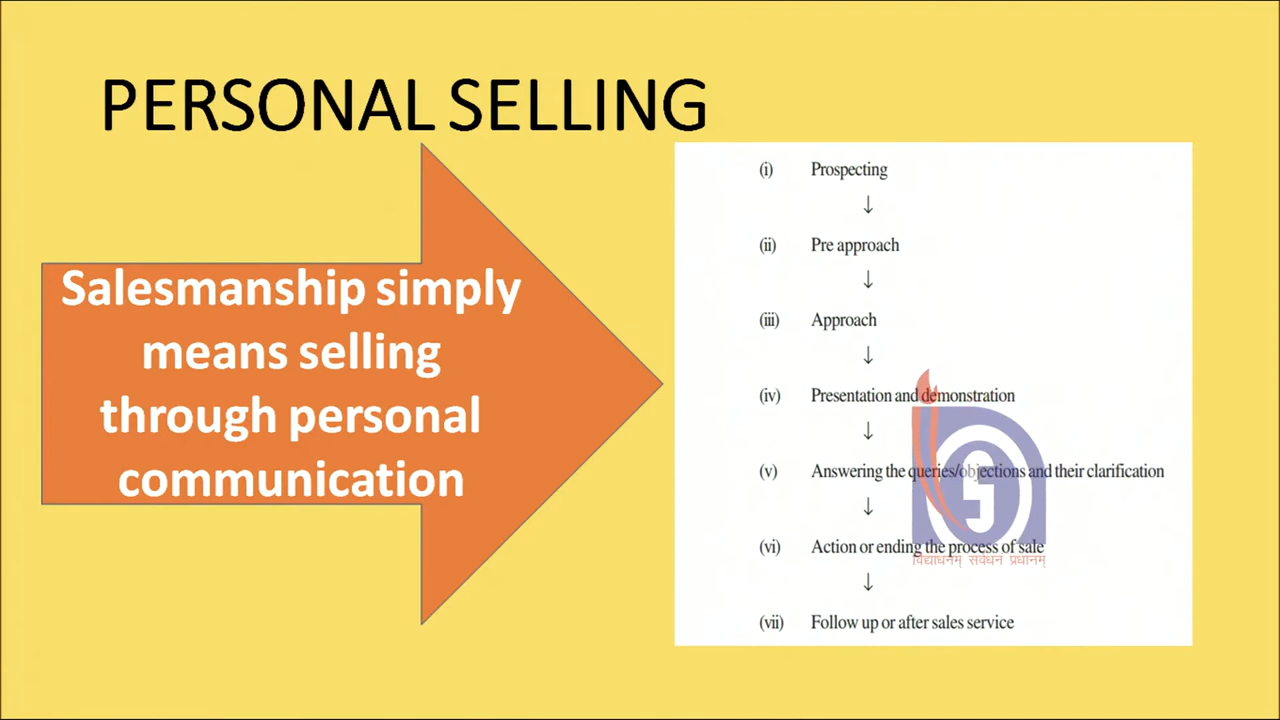 PERSONAL SELLING
Salesmanship simply
means selling
through personal
communication
(i) Prospecting
↓
(ii) Pre approach
↓
(iii) Approach
↓
(iv) Presentation and demonstration
↓
(v) Answering the queries/objections and their clarification
↓
(vi) Action or ending the process of sale
↓
(vii) Follow up or after sales service
विद्याधनम् सर्वधनं प्रधानम्